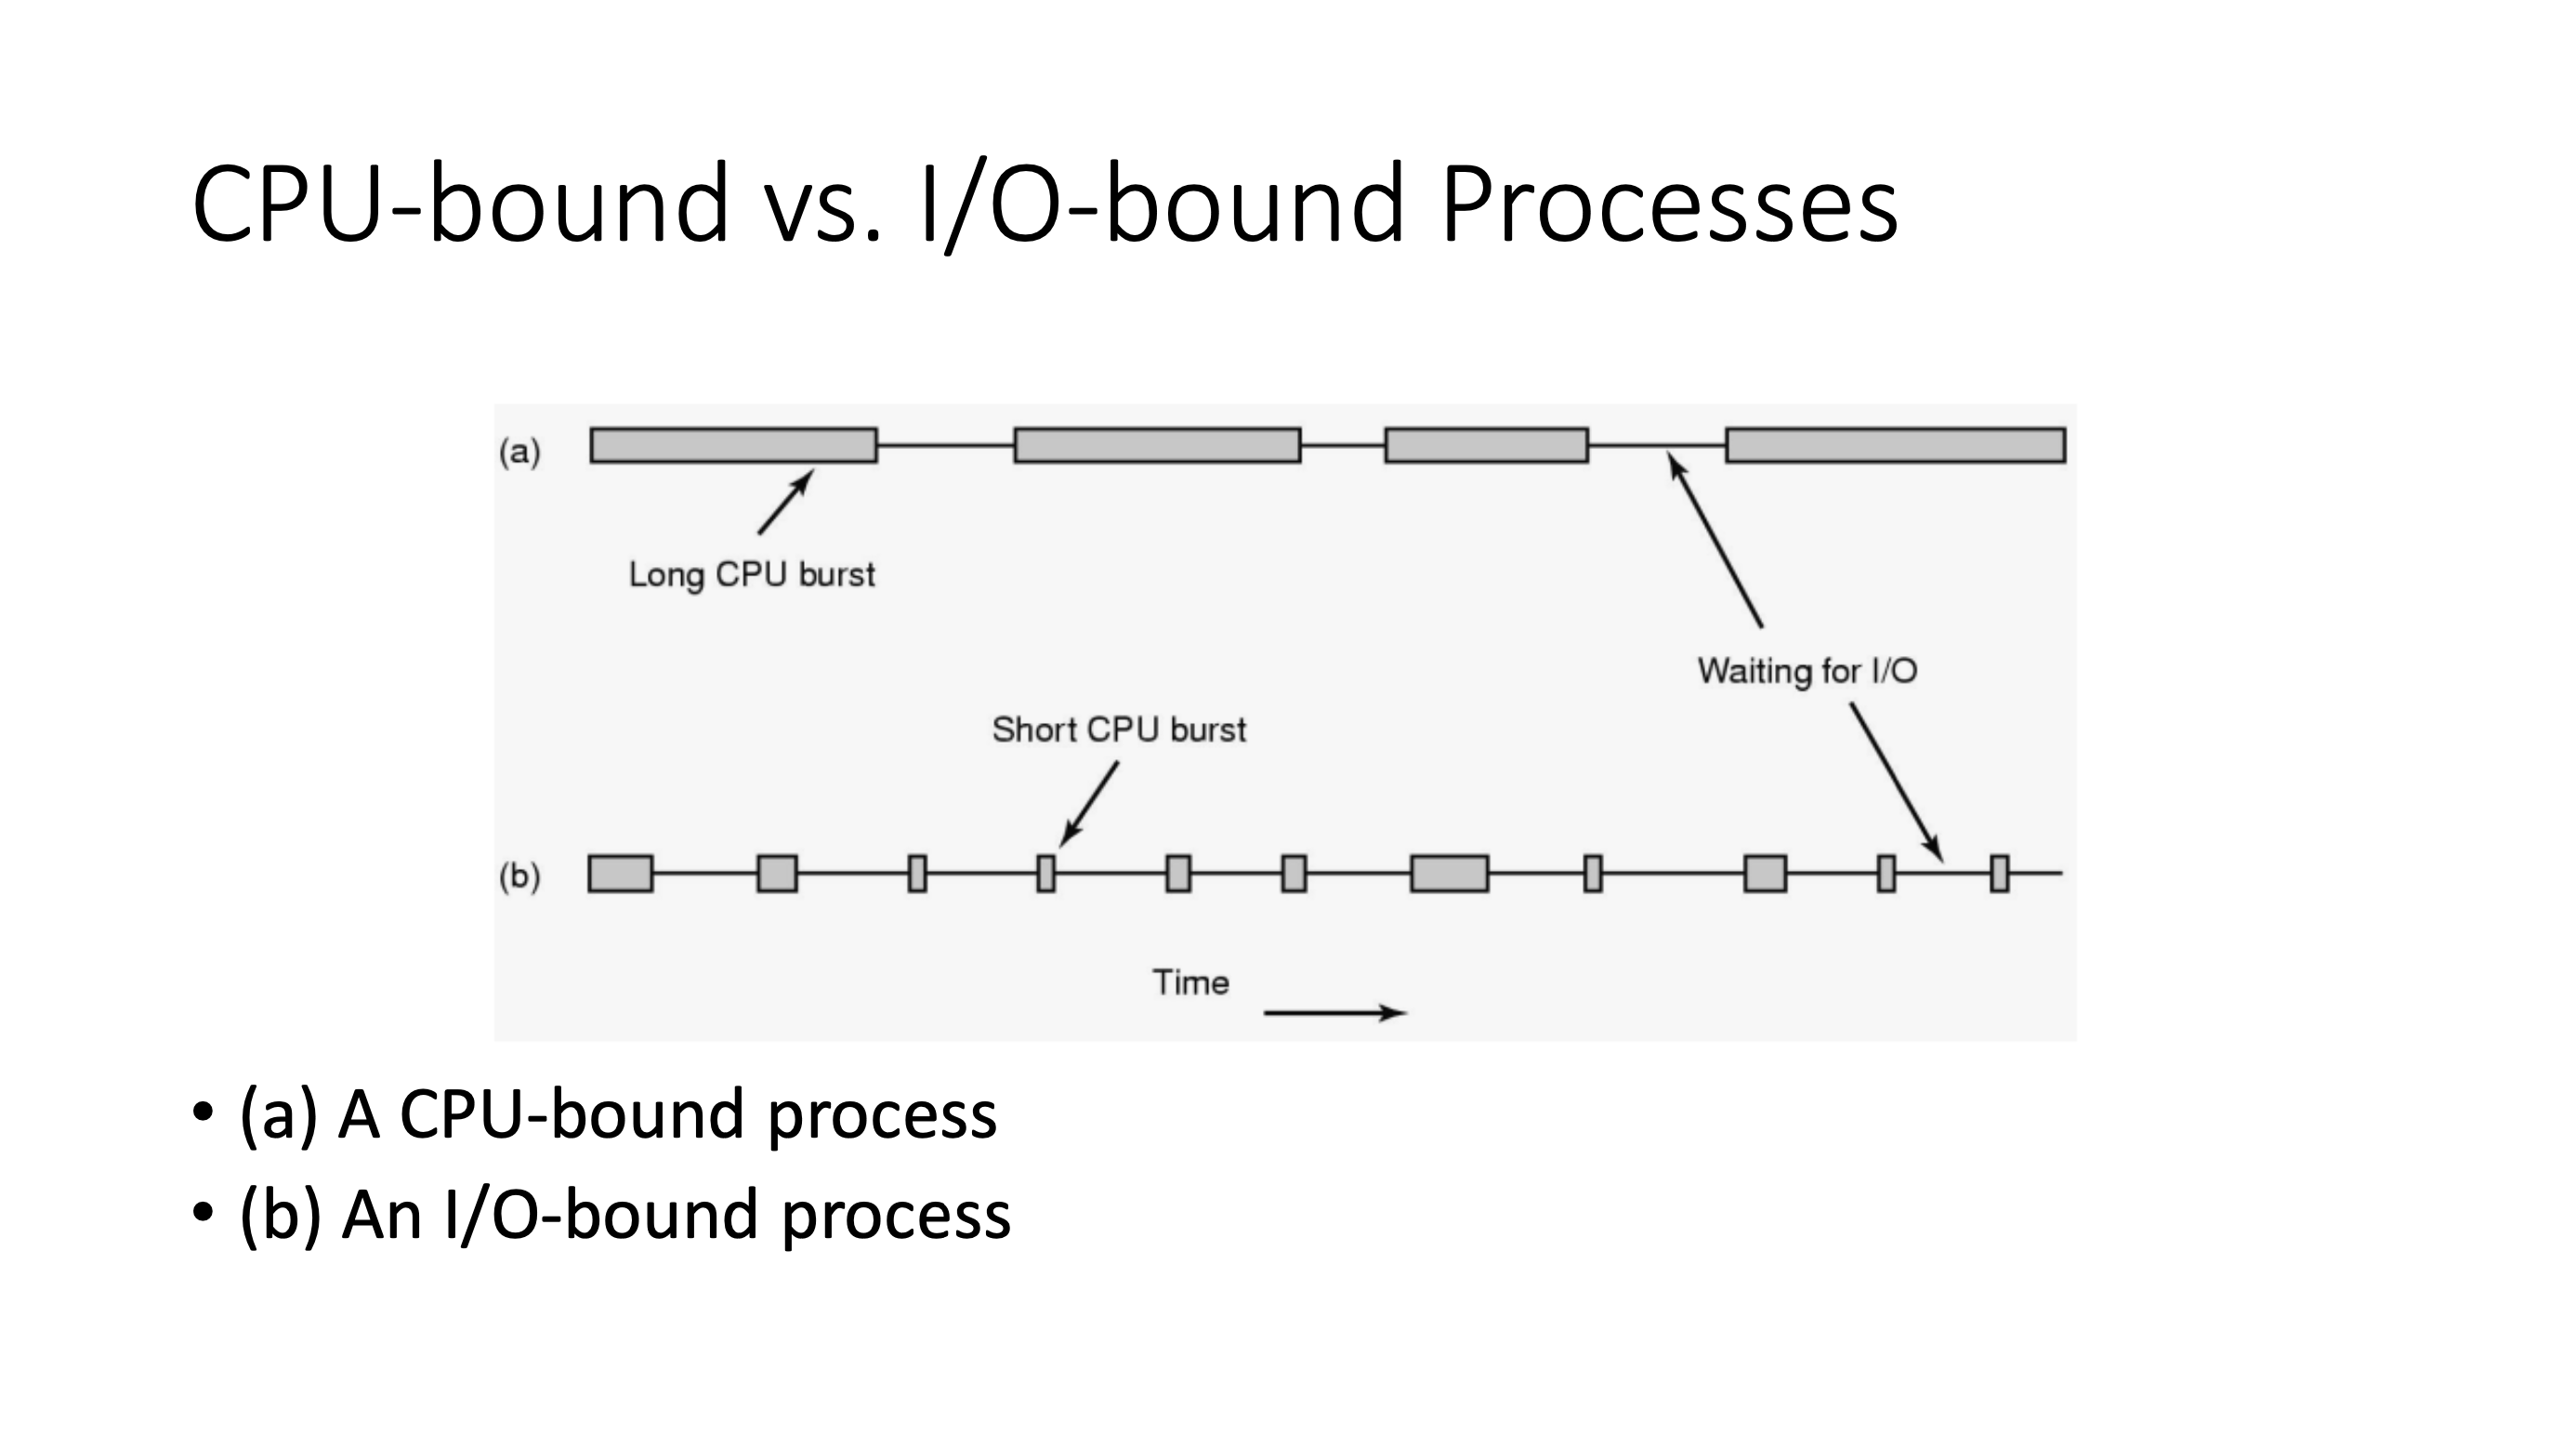 CPU-bound vs. I/O-bound Processes
(a)
Long CPU burst
Waiting for I/O
Short CPU burst
(b)
Time
• (a) A CPU-bound process
• (b) An I/O-bound process